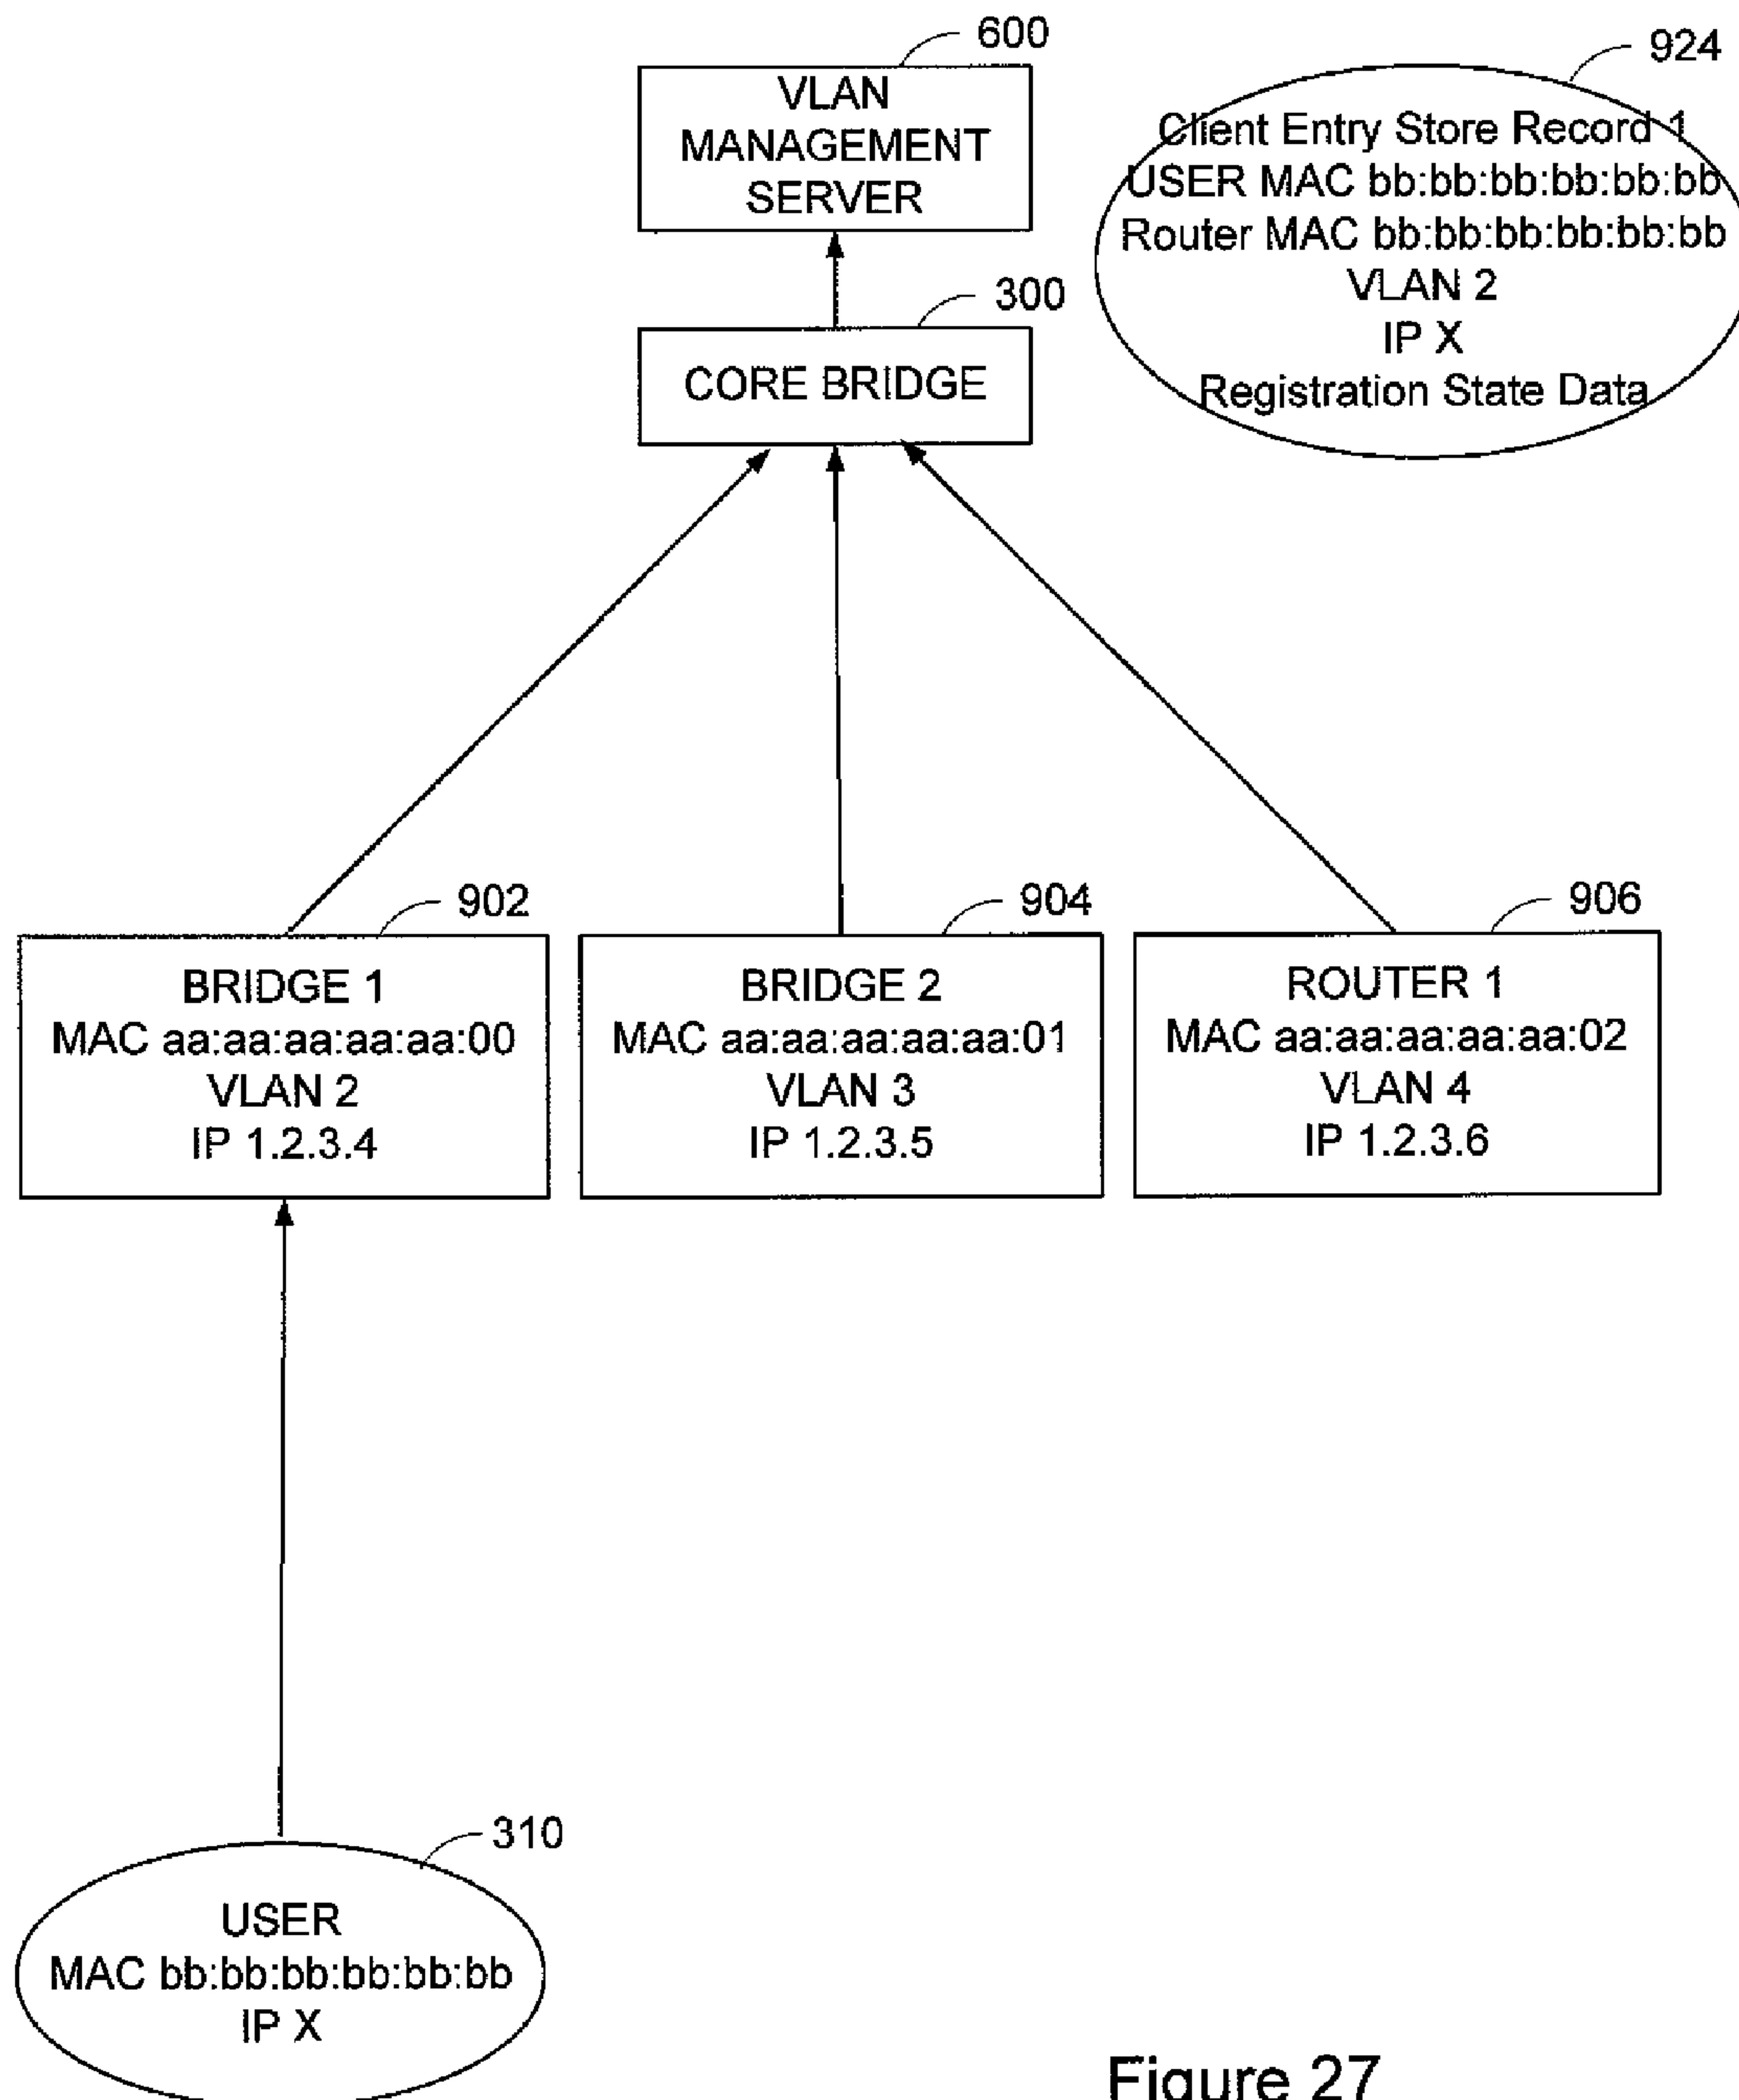 600
VLAN
MANAGEMENT
SERVER
924
Client Entry Store Record 1
USER MAC bb:bb:bb:bb:bb:bb
Router MAC bb:bb:bb:bb:bb:bb
VLAN 2
IP X
Registration State Data
300
CORE BRIDGE
902
BRIDGE 1
MAC aa:aa:aa:aa:aa:00
VLAN 2
IP 1.2.3.4
904
BRIDGE 2
MAC aa:aa:aa:aa:aa:01
VLAN 3
IP 1.2.3.5
906
ROUTER 1
MAC aa:aa:aa:aa:aa:02
VLAN 4
IP 1.2.3.6
310
USER
MAC bb:bb:bb:bb:bb:bb
IP X
Figure 27